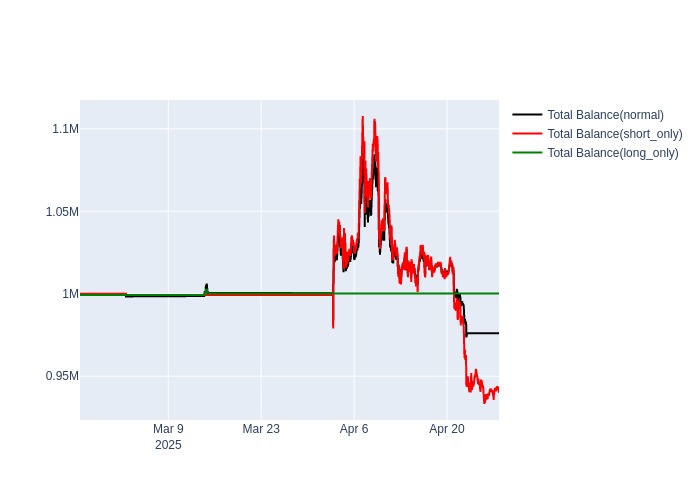 Total Balance(normal)
Total Balance(short_only)
Total Balance(long_only)
1.1M
1.05M
1M
0.95M
Mar 9
2025
Mar 23
Apr 6
Apr 20